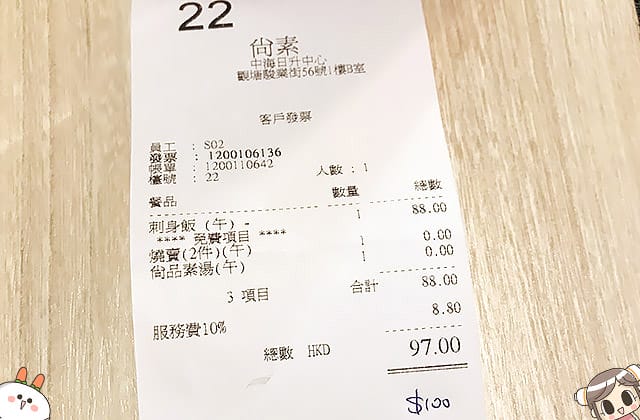 22
尙素
中海日升中心
觀塘駿業街56號1樓B室
客戶發票
員工 : S02
發票 : 1200106136
帳單 : 1200110642
檯號 : 22 人數 : 1
餐品 數量 總數
刺身飯 (午) - 1 88.00
**** 免費項目 ****
燒賣(2件)(午) 1 0.00
尙品素湯(午) 1 0.00
3 項目 合計 88.00
服務費10% 8.80
總數 HKD 97.00
$100